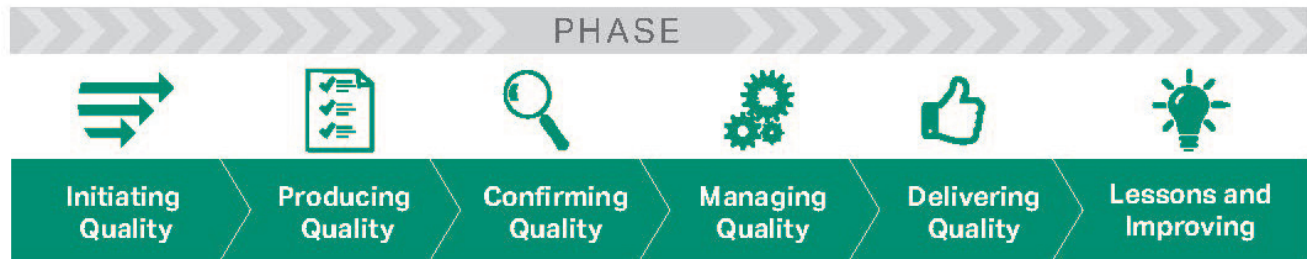 PHASE
Initiating
Quality
Producing
Quality
Confirming
Quality
Managing
Quality
Delivering
Quality
Lessons and
Improving